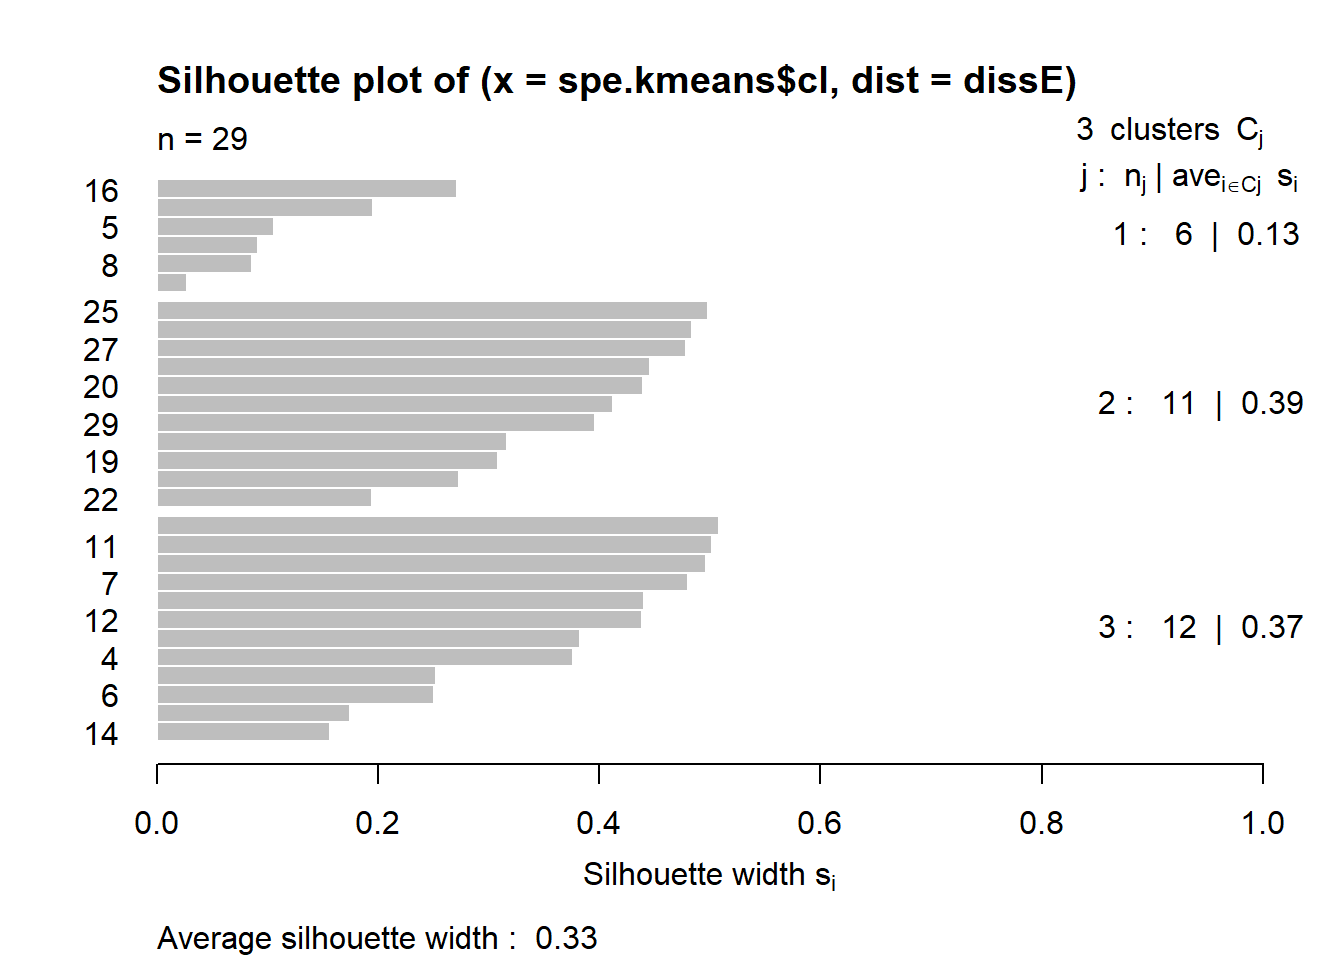 Silhouette plot of (x = spe.kmeans$cl, dist = dissE)
n = 29
3 clusters Cj
j : nj | avei∈Cj si
16
5
1 : 6 | 0.13
8
25
27
20
2 : 11 | 0.39
29
19
22
11
7
12
3 : 12 | 0.37
4
6
14
0.0 0.2 0.4 0.6 0.8 1.0
Silhouette width si
Average silhouette width : 0.33